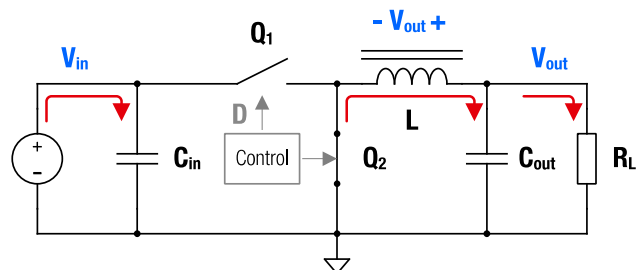 Q1
- Vout +
Vin
Vout
D
L
+
-
Cin
Control
Q2
Cout
RL